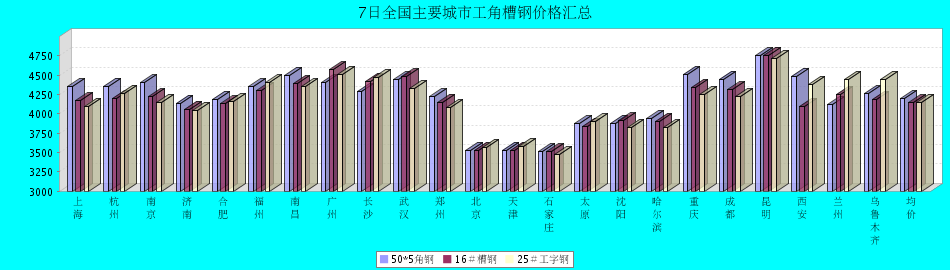 7日全国主要城市工角槽钢价格汇总
4750
4500
4250
4000
3750
3500
3250
3000
上海
杭州
南京
济南
合肥
福州
南昌
广州
长沙
武汉
郑州
北京
天津
石家庄
太原
沈阳
哈尔滨
重庆
成都
昆明
西安
兰州
乌鲁木齐
均价
50*5角钢 16#槽钢 25#工字钢